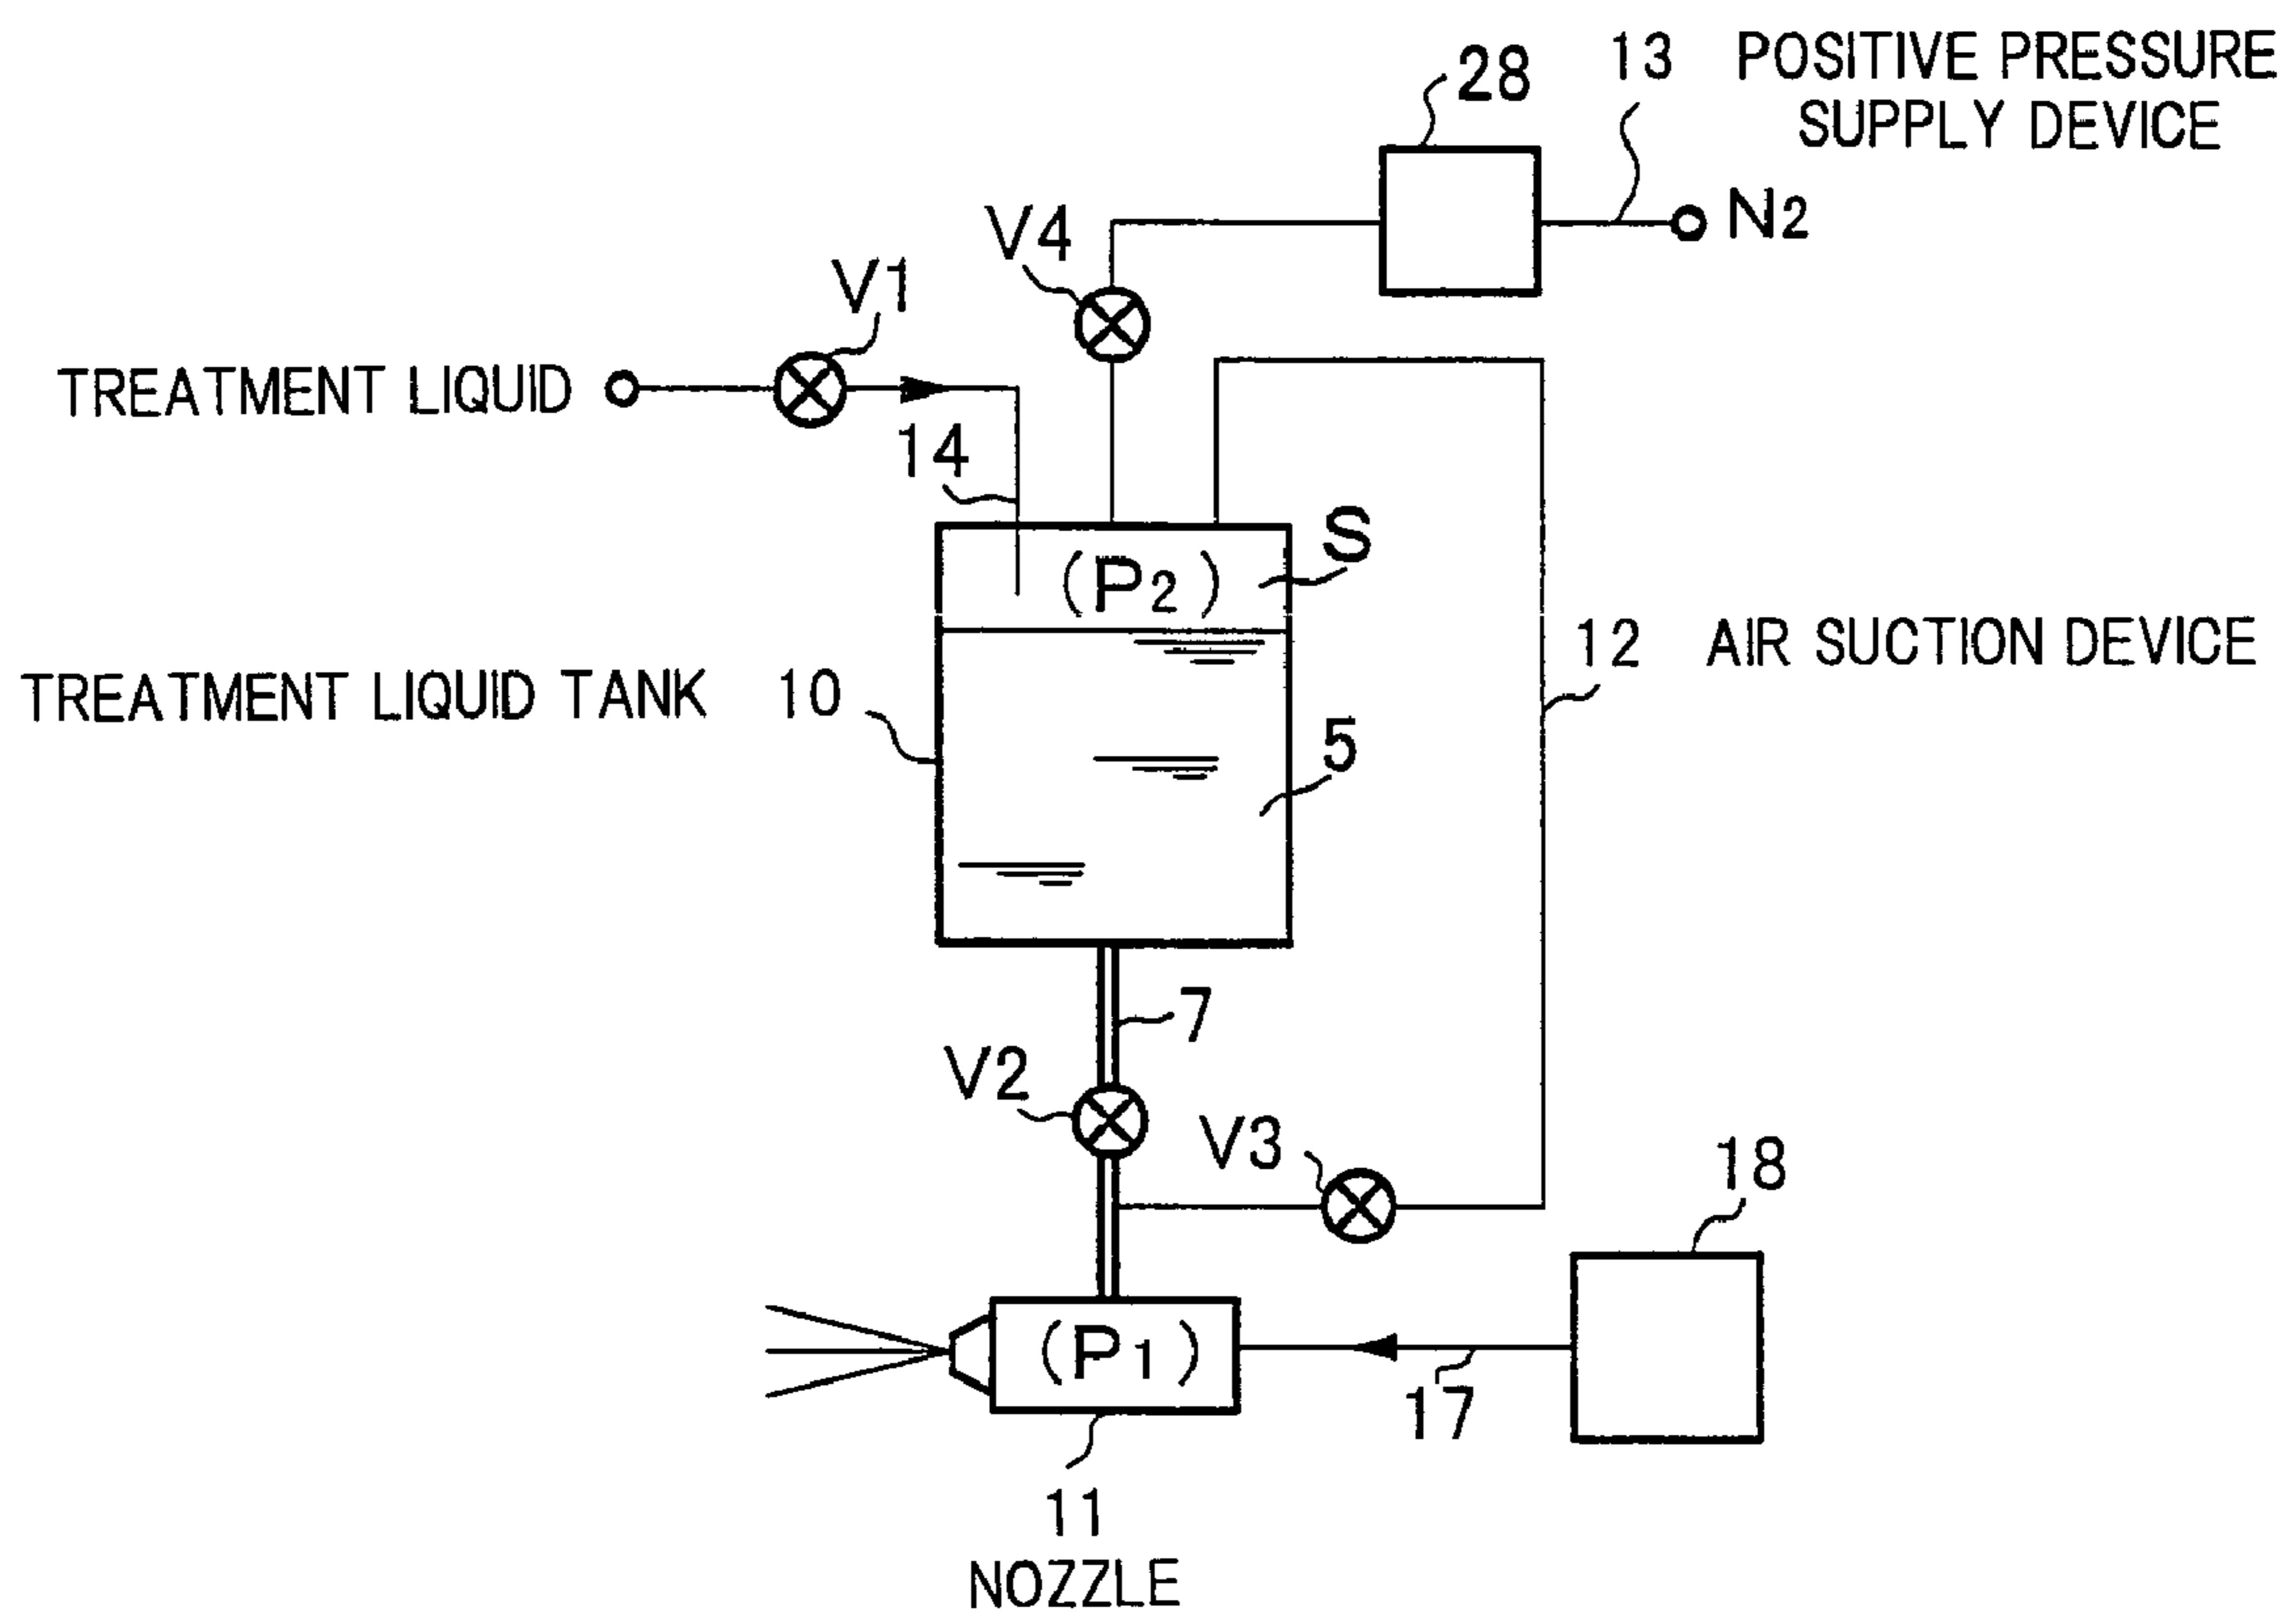 28
13 POSITIVE PRESSURE
SUPPLY DEVICE
V4
N2
V1
TREATMENT LIQUID
14
S
(P2)
12 AIR SUCTION DEVICE
TREATMENT LIQUID TANK 10
5
7
V2
V3
18
(P1)
17
11
NOZZLE